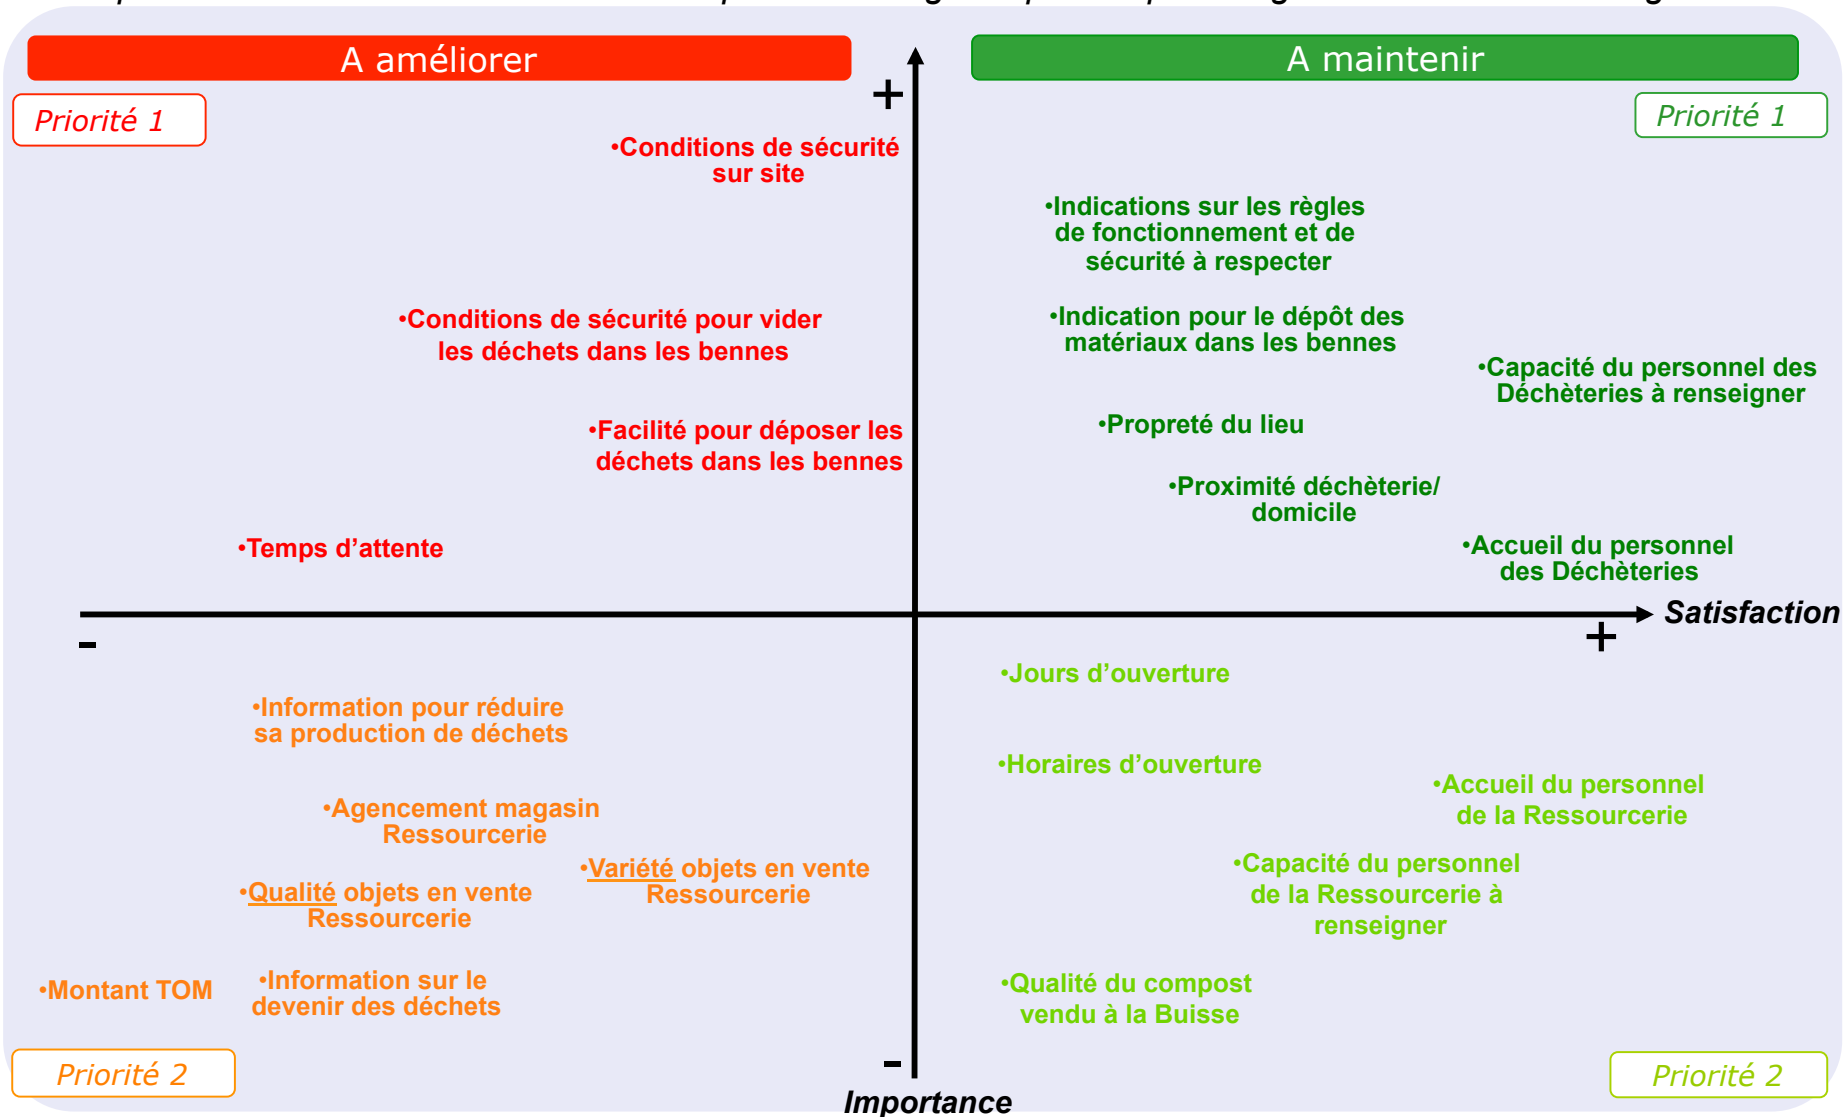 A améliorer
A maintenir
Priorité 1
+
Priorité 1
•Conditions de sécurité
sur site
•Indications sur les règles
de fonctionnement et de
sécurité à respecter
•Conditions de sécurité pour vider
les déchets dans les bennes
•Indication pour le dépôt des
matériaux dans les bennes
•Capacité du personnel des
Déchèteries à renseigner
•Facilité pour déposer les
déchets dans les bennes
•Propreté du lieu
•Proximité déchèterie/
domicile
•Temps d’attente
•Accueil du personnel
des Déchèteries
Satisfaction
-
+
•Jours d’ouverture
•Information pour réduire
sa production de déchets
•Horaires d’ouverture
•Accueil du personnel
de la Ressourcerie
•Agencement magasin
Ressourcerie
•Variété objets en vente
Ressourcerie
•Capacité du personnel
de la Ressourcerie à
renseigner
•Qualité objets en vente
Ressourcerie
•Montant TOM
•Information sur le
devenir des déchets
•Qualité du compost
vendu à la Buisse
Priorité 2
-
Priorité 2
Importance